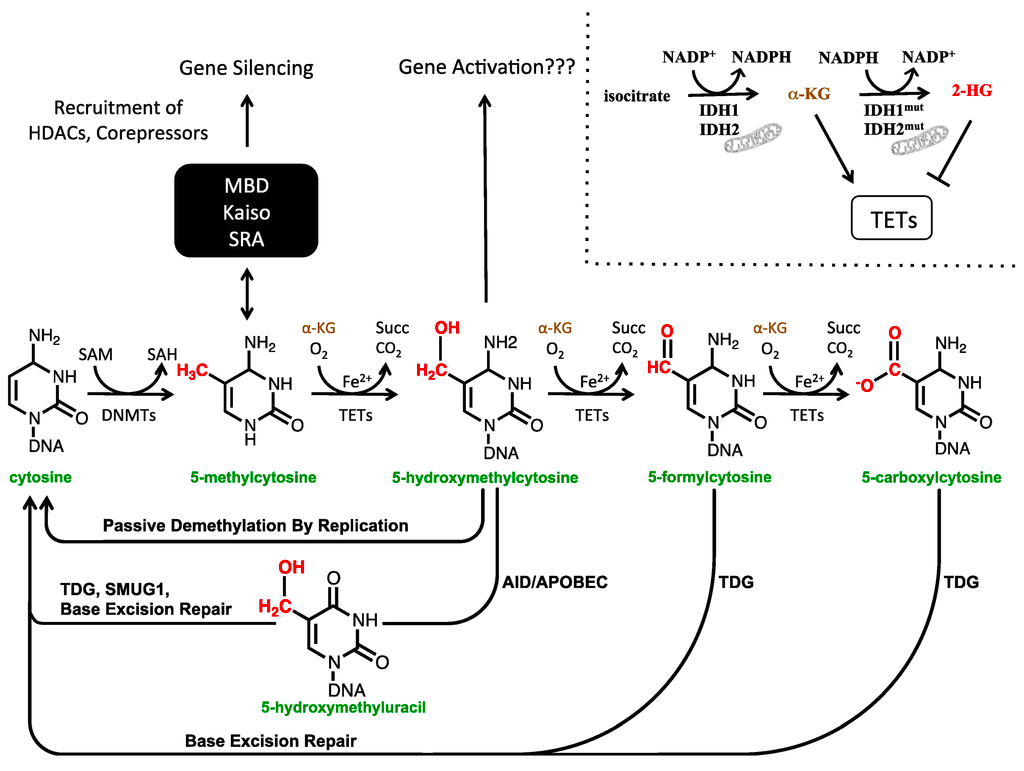 Gene Silencing
Gene Activation???
Recruitment of
HDACs, Corepressors
MBD
Kaiso
SRA
NADP⁺ NADPH NADPH NADP⁺
isocitrate α-KG 2-HG
IDH1 IDH1ᵐᵘᵗ
IDH2 IDH2ᵐᵘᵗ
TETs
NH₂
NH
N
O
DNA
cytosine
SAM SAH
DNMTs
H₃C
NH₂
NH
N
H
O
5-methylcytosine
α-KG Succ
O₂ CO₂
Fe²⁺
TETs
OH
H₂C
NH2
NH
N
O
DNA
5-hydroxymethylcytosine
α-KG Succ
O₂ CO₂
Fe²⁺
TETs
O
HC
NH₂
NH
N
O
DNA
5-formylcytosine
α-KG Succ
O₂ CO₂
Fe²⁺
TETs
O
C
⁻O
NH₂
NH
N
O
DNA
5-carboxylcytosine
Passive Demethylation By Replication
TDG, SMUG1,
Base Excision Repair
AID/APOBEC
TDG
TDG
OH
H₂C
O
NH
N
O
DNA
5-hydroxymethyluracil
Base Excision Repair